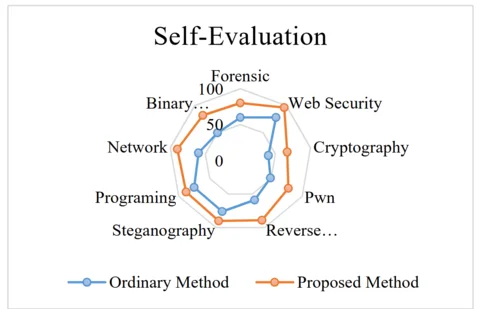 Self-Evaluation
Forensic
100
Binary…
Web Security
50
Network
0
Cryptography
Programing
Pwn
Steganography
Reverse…
Ordinary Method
Proposed Method